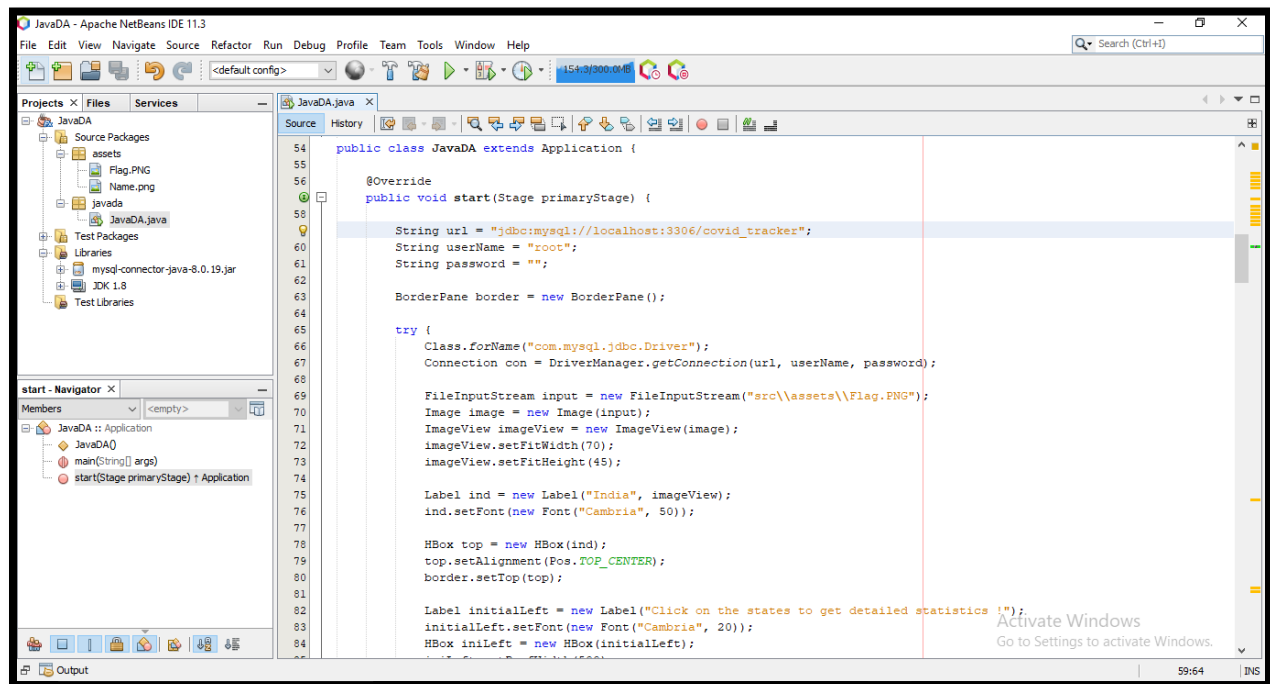 JavaDA - Apache NetBeans IDE 11.3
File Edit View Navigate Source Refactor Run Debug Profile Team Tools Window Help
Search (Ctrl+I)
<default config>
154.3/300.0MB
Projects Files Services
JavaDA
Source Packages
assets
Flag.PNG
Name.png
javada
JavaDA.java
Test Packages
Libraries
mysql-connector-java-8.0.19.jar
JDK 1.8
Test Libraries
start - Navigator
Members
<empty>
JavaDA :: Application
JavaDA()
main(String[] args)
start(Stage primaryStage) ↑ Application
JavaDA.java
Source History
54 public class JavaDA extends Application {
55
56 @Override
public void start(Stage primaryStage) {
58
String url = "jdbc:mysql://localhost:3306/covid_tracker";
60 String userName = "root";
61 String password = "";
62
63 BorderPane border = new BorderPane();
64
65 try {
66 Class.forName("com.mysql.jdbc.Driver");
67 Connection con = DriverManager.getConnection(url, userName, password);
68
69 FileInputStream input = new FileInputStream("src\\assets\\Flag.PNG");
70 Image image = new Image(input);
71 ImageView imageView = new ImageView(image);
72 imageView.setFitWidth(70);
73 imageView.setFitHeight(45);
74
75 Label ind = new Label("India", imageView);
76 ind.setFont(new Font("Cambria", 50));
77
78 HBox top = new HBox(ind);
79 top.setAlignment(Pos.TOP_CENTER);
80 border.setTop(top);
81
82 Label initialLeft = new Label("Click on the states to get detailed statistics !");
83 initialLeft.setFont(new Font("Cambria", 20));
84 HBox iniLeft = new HBox(initialLeft);
Activate Windows
Go to Settings to activate Windows.
Output
59:64 INS